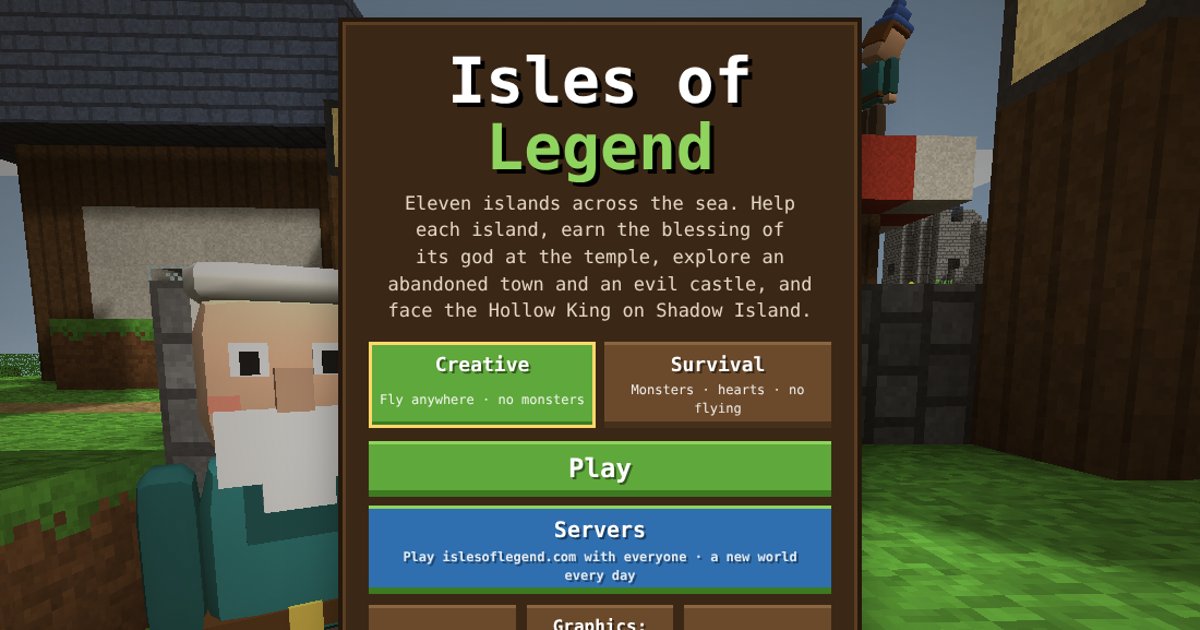 Isles of
Legend
Eleven islands across the sea. Help
each island, earn the blessing of
its god at the temple, explore an
abandoned town and an evil castle, and
face the Hollow King on Shadow Island.
Creative
Fly anywhere · no monsters
Survival
Monsters · hearts · no
flying
Play
Servers
Play islesoflegend.com with everyone · a new world
every day
Graphics: